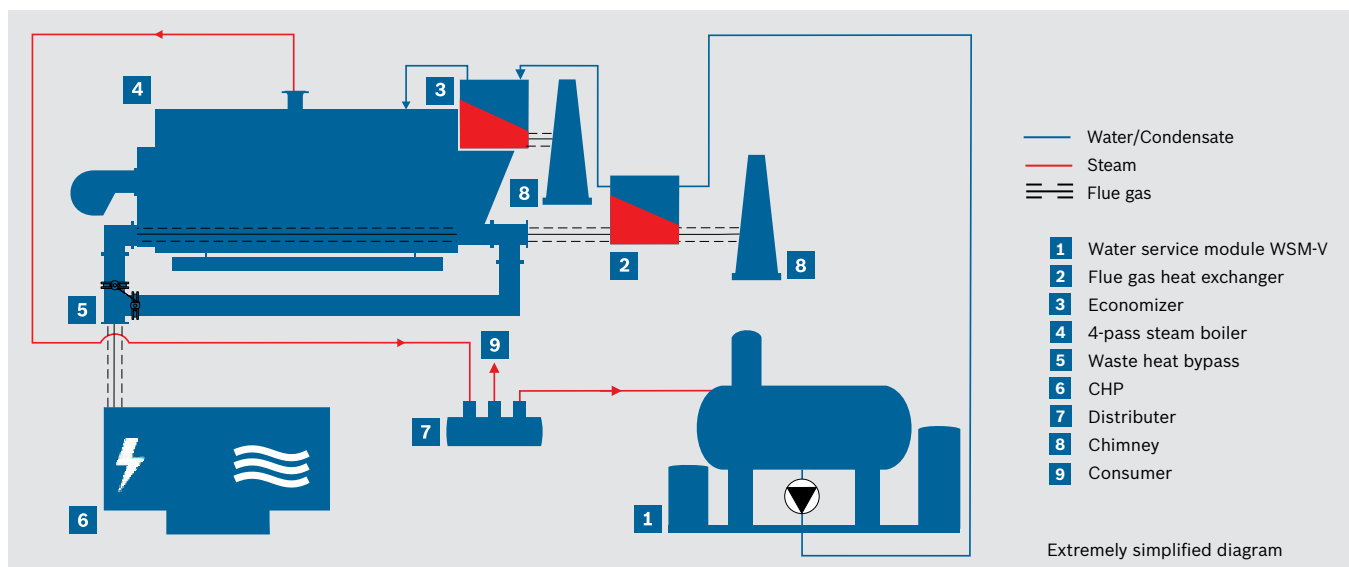 4
3
8
2
8
5
9
7
6
1
Water/Condensate
Steam
Flue gas
1 Water service module WSM-V
2 Flue gas heat exchanger
3 Economizer
4 4-pass steam boiler
5 Waste heat bypass
6 CHP
7 Distributer
8 Chimney
9 Consumer
Extremely simplified diagram